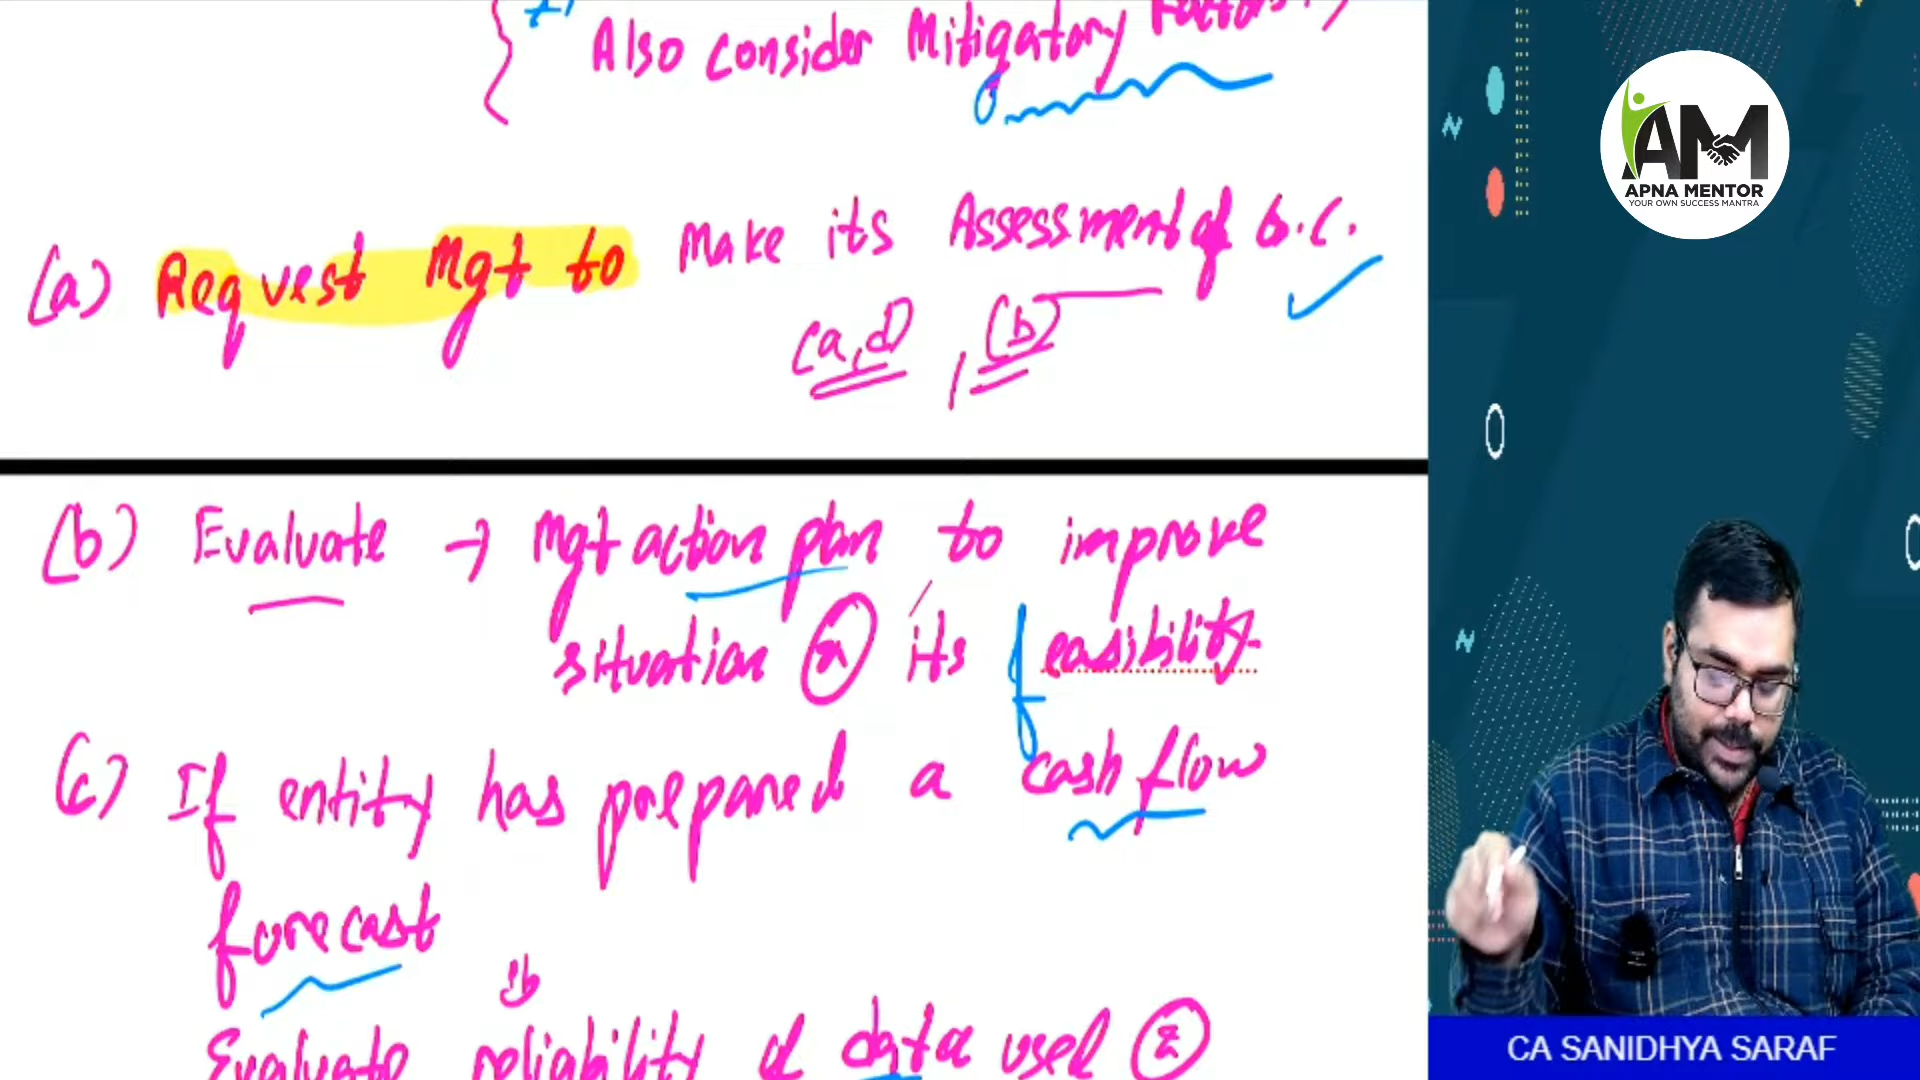 Also consider Mitigatory Factors
(a) Request Mgt to make its Assessment of G.C.
(a,d) , (b)
(b) Evaluate → Mgt action plan to improve
situation & its feasibility.
(c) If entity has prepared a cash flow
forecast
Evaluate reliability of data used &
AM
APNA MENTOR
YOUR OWN SUCCESS MANTRA
CA SANIDHYA SARAF